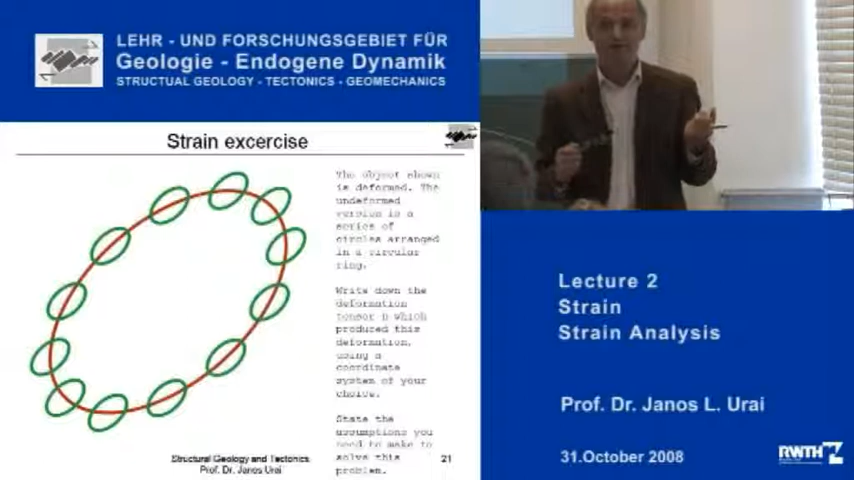 LEHR - UND FORSCHUNGSGEBIET FÜR
Geologie - Endogene Dynamik
STRUCTURAL GEOLOGY - TECTONICS - GEOMECHANICS
Strain excercise
The object shown
is deformed. The
undeformed
version is a
series of
circles arranged
in a circular
ring.
Write down the
deformation
tensor D which
produced this
deformation,
using a
coordinate
system of your
choice.
State the
assumptions you
need to make to
solve this
problem.
Structural Geology and Tectonics
Prof. Dr. Janos Urai
21
Lecture 2
Strain
Strain Analysis
Prof. Dr. Janos L. Urai
31.October 2008
RWTH